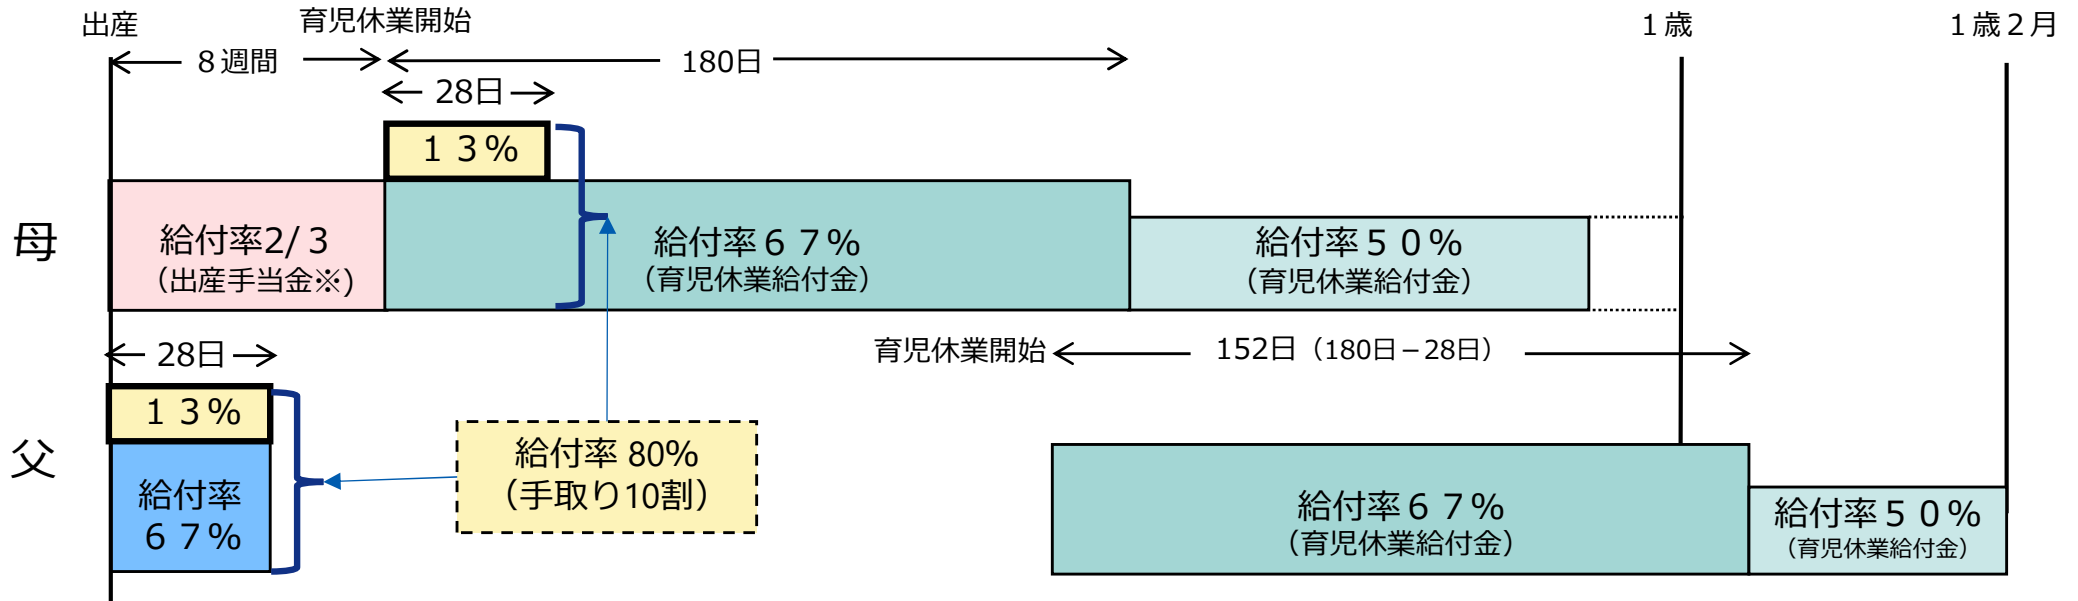 出産
育児休業開始
１歳
１歳２月
８週間
180日
28日
１３%
母
給付率2/３
（出産手当金※）
給付率６７%
（育児休業給付金）
給付率５０%
（育児休業給付金）
28日
育児休業開始
152日（180日－28日）
１３%
父
給付率
６７%
給付率 80%
（手取り10割）
給付率６７%
（育児休業給付金）
給付率５０%
（育児休業給付金）